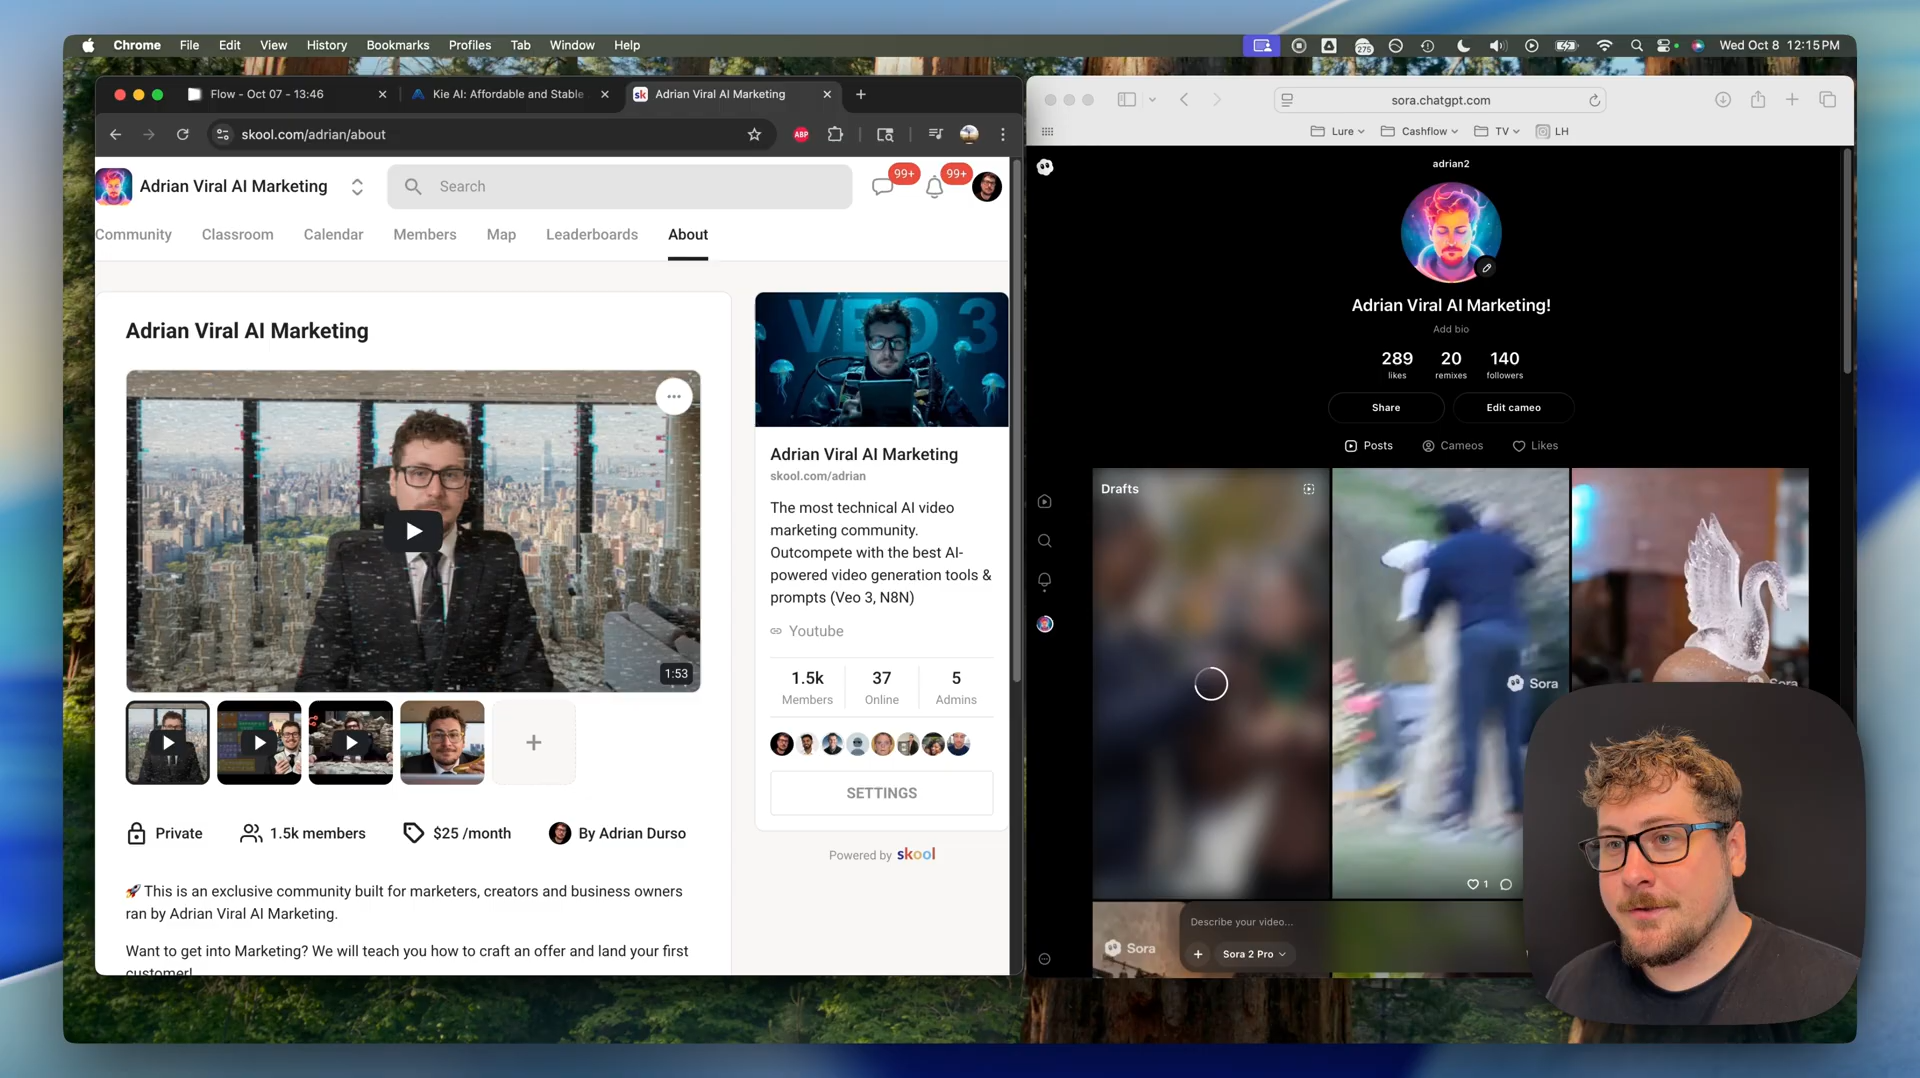 Chrome File Edit View History Bookmarks Profiles Tab Window Help
275
Wed Oct 8 12:15 PM
Flow - Oct 07 - 13:46
Kie AI: Affordable and Stable
sk Adrian Viral AI Marketing
skool.com/adrian/about
ABP
Adrian Viral AI Marketing
Search
99+
99+
Community Classroom Calendar Members Map Leaderboards About
Adrian Viral AI Marketing
1:53
Private
1.5k members
$25 /month
By Adrian Durso
🚀 This is an exclusive community built for marketers, creators and business owners
ran by Adrian Viral AI Marketing.
Want to get into Marketing? We will teach you how to craft an offer and land your first
customer!
VEO 3
Adrian Viral AI Marketing
skool.com/adrian
The most technical AI video
marketing community.
Outcompete with the best AI-
powered video generation tools &
prompts (Veo 3, N8N)
Youtube
1.5k 37 5
Members Online Admins
SETTINGS
Powered by skool
sora.chatgpt.com
Lure Cashflow TV LH
adrian2
Adrian Viral AI Marketing!
Add bio
289 20 140
likes remixes followers
Share Edit cameo
Posts Cameos Likes
Drafts
Sora
Sora
1
Sora
Describe your video...
Sora 2 Pro